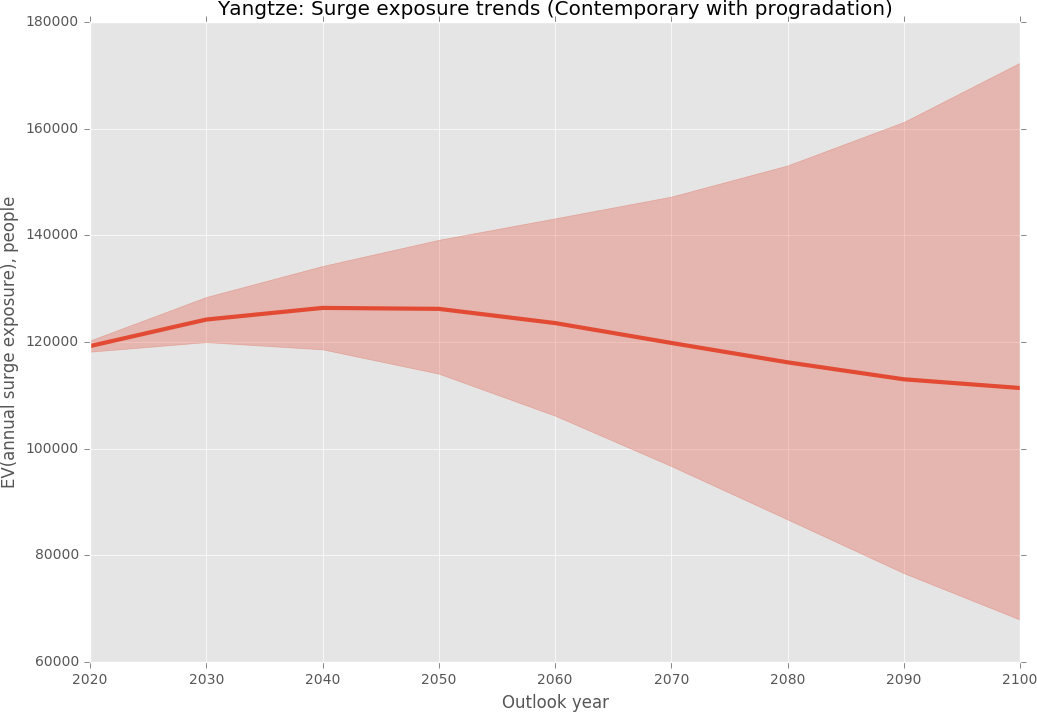 Yangtze: Surge exposure trends (Contemporary with progradation)
180000
160000
140000
120000
100000
80000
60000
EV(annual surge exposure), people
2020 2030 2040 2050 2060 2070 2080 2090 2100
Outlook year